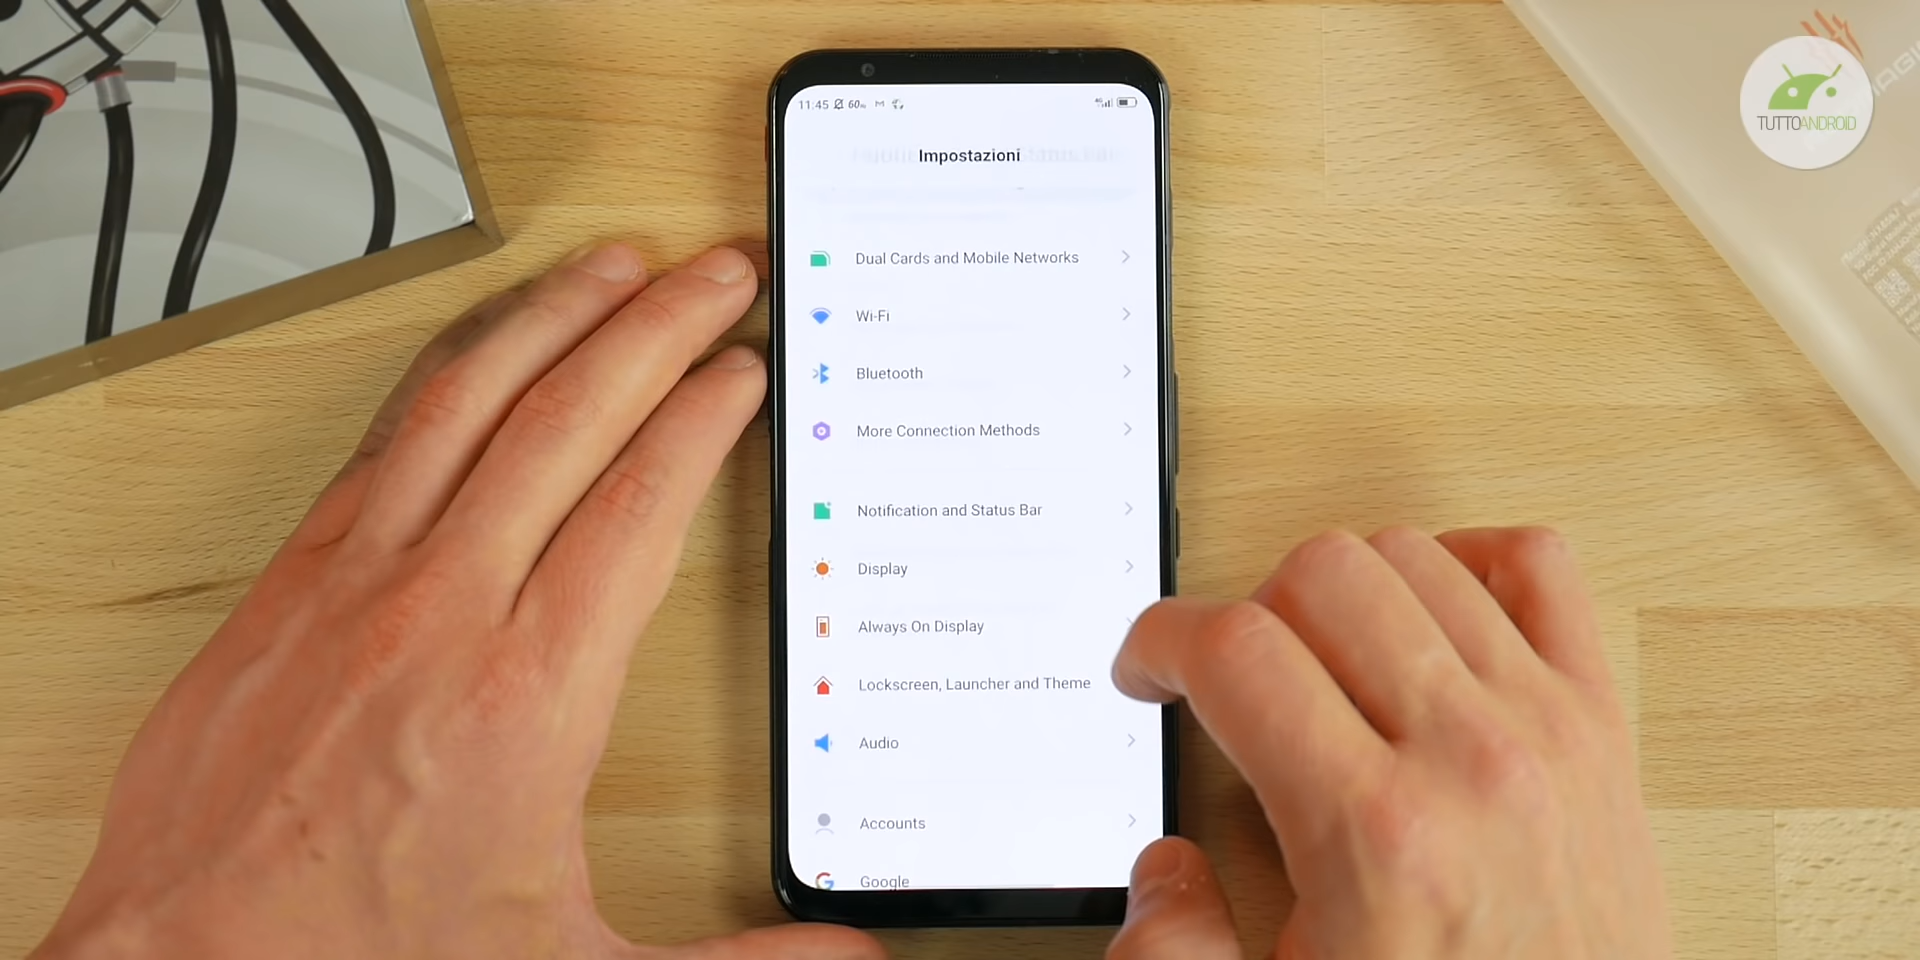 11:45
60
TUTTOANDROID
Impostazioni
Dual Cards and Mobile Networks
Wi-Fi
Bluetooth
More Connection Methods
Notification and Status Bar
Display
Always On Display
Lockscreen, Launcher and Theme
Audio
Accounts
Google